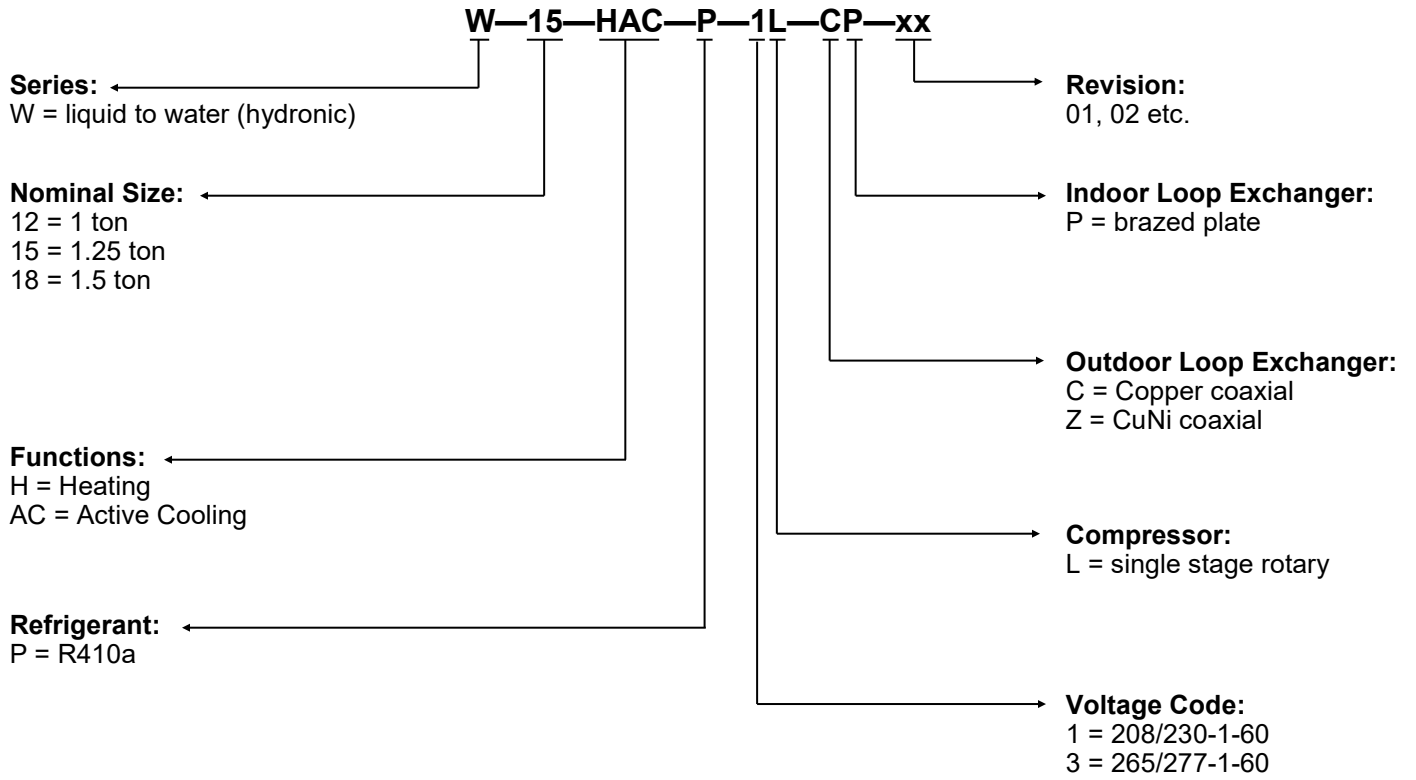 W—15—HAC—P—1L—CP—xx
Series:
W = liquid to water (hydronic)
Nominal Size:
12 = 1 ton
15 = 1.25 ton
18 = 1.5 ton
Functions:
H = Heating
AC = Active Cooling
Refrigerant:
P = R410a
Revision:
01, 02 etc.
Indoor Loop Exchanger:
P = brazed plate
Outdoor Loop Exchanger:
C = Copper coaxial
Z = CuNi coaxial
Compressor:
L = single stage rotary
Voltage Code:
1 = 208/230-1-60
3 = 265/277-1-60